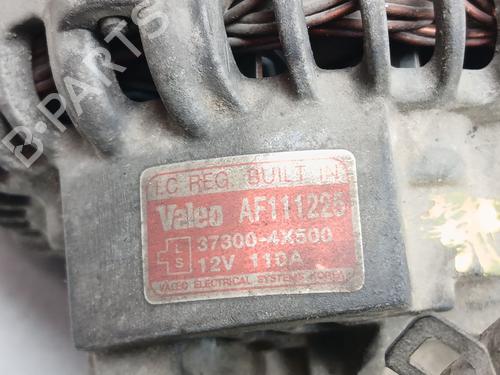 B-PARTS
I.C REG. BUILT IN
Valeo AF111225
L
S
37300-4X500
12V 110A
VALEO ELECTRICAL SYSTEMS KOREA